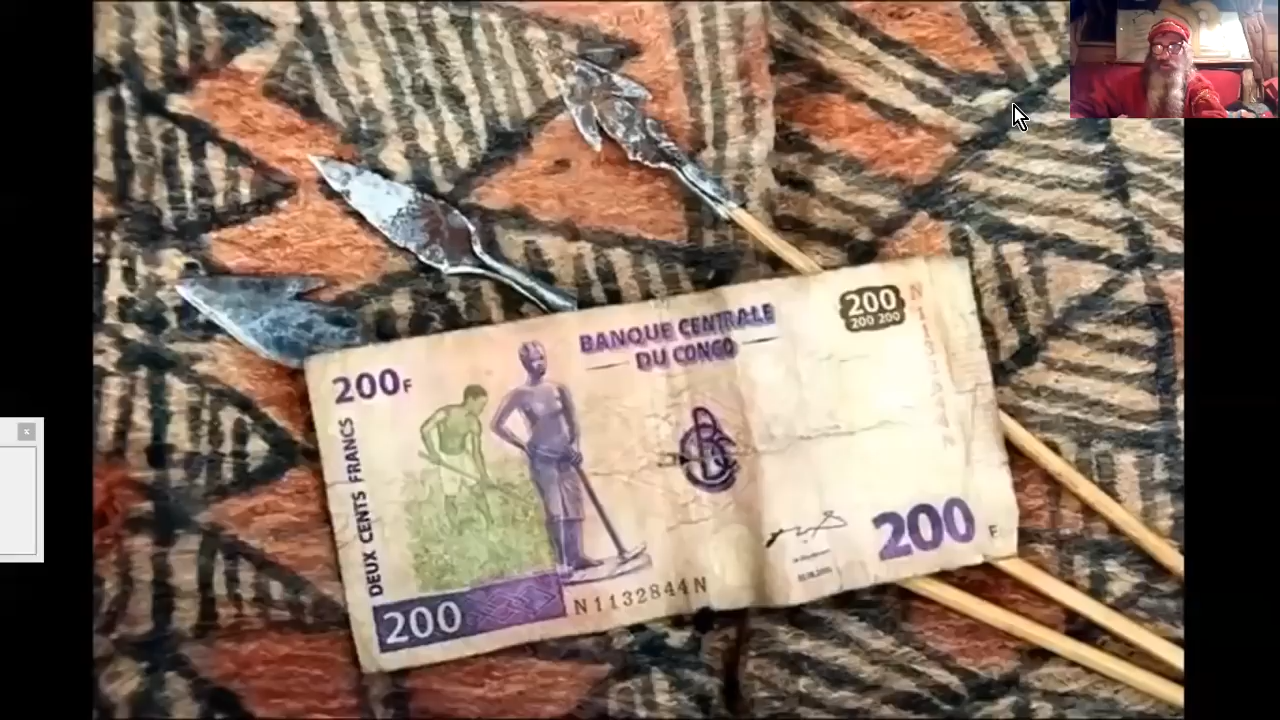 BANQUE CENTRALE
DU CONGO
200
200 200
200F
DEUX CENTS FRANCS
200 F
N1132844N
200